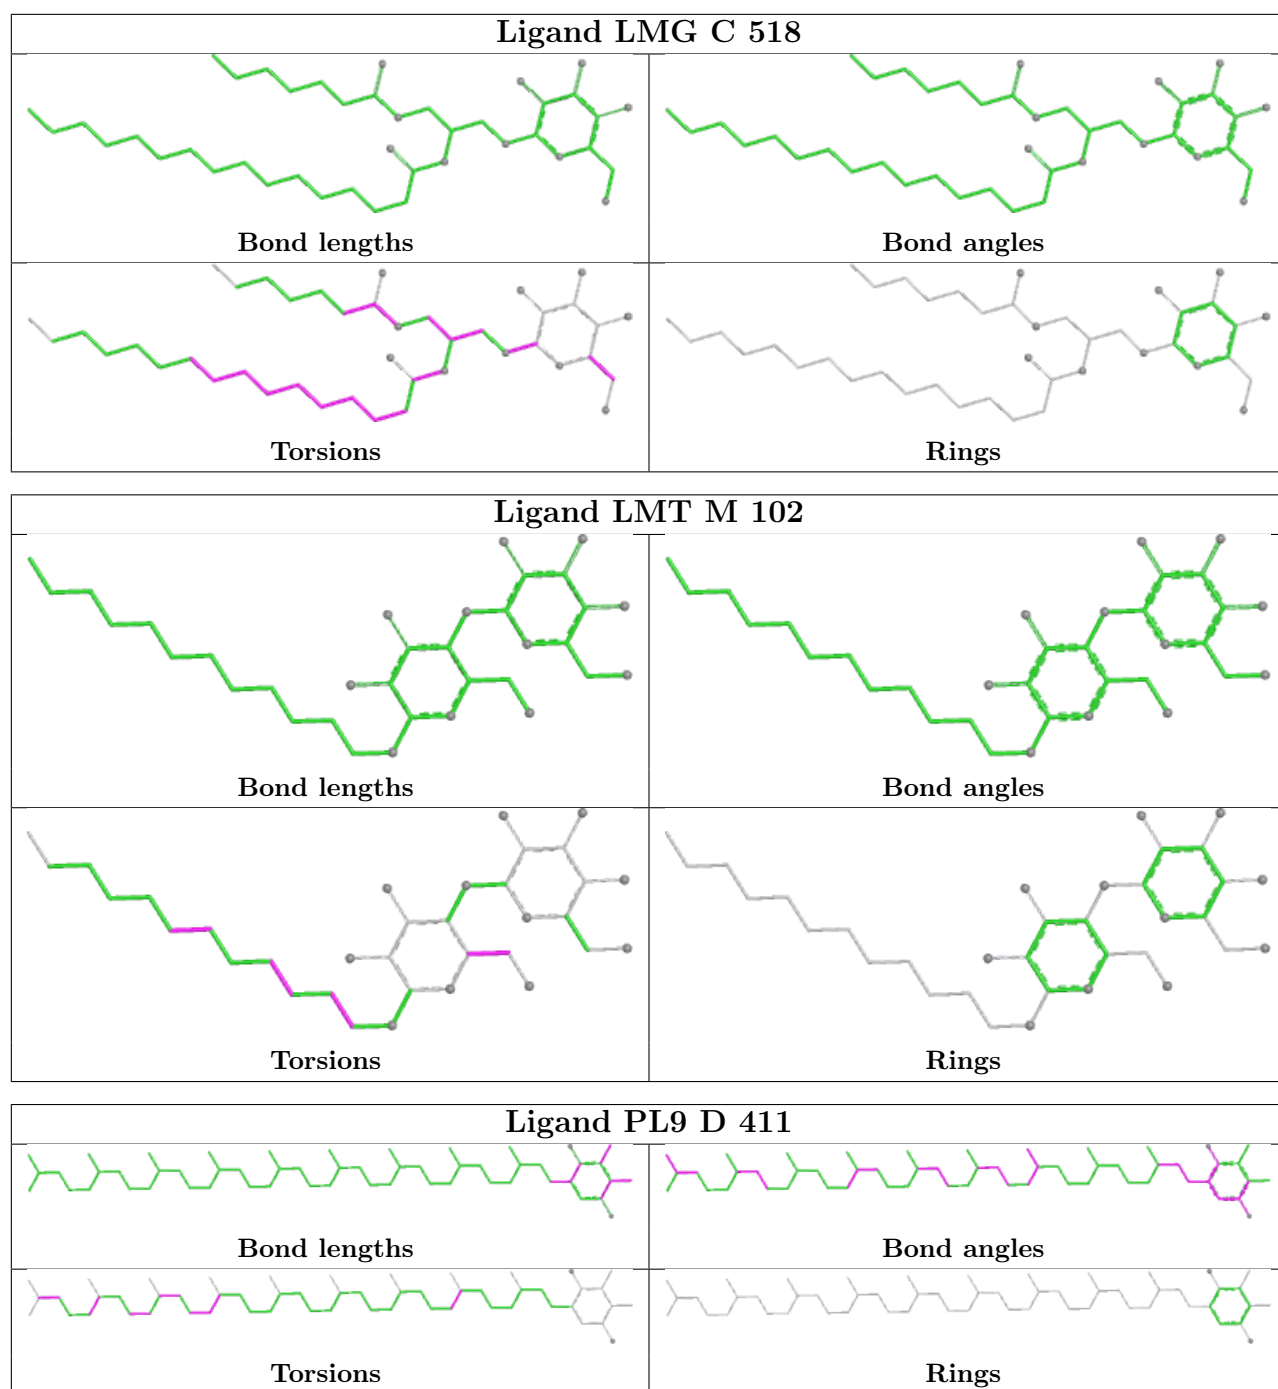 Ligand LMG C 518
Bond lengths
Bond angles
Torsions
Rings
Ligand LMT M 102
Bond lengths
Bond angles
Torsions
Rings
Ligand PL9 D 411
Bond lengths
Bond angles
Torsions
Rings